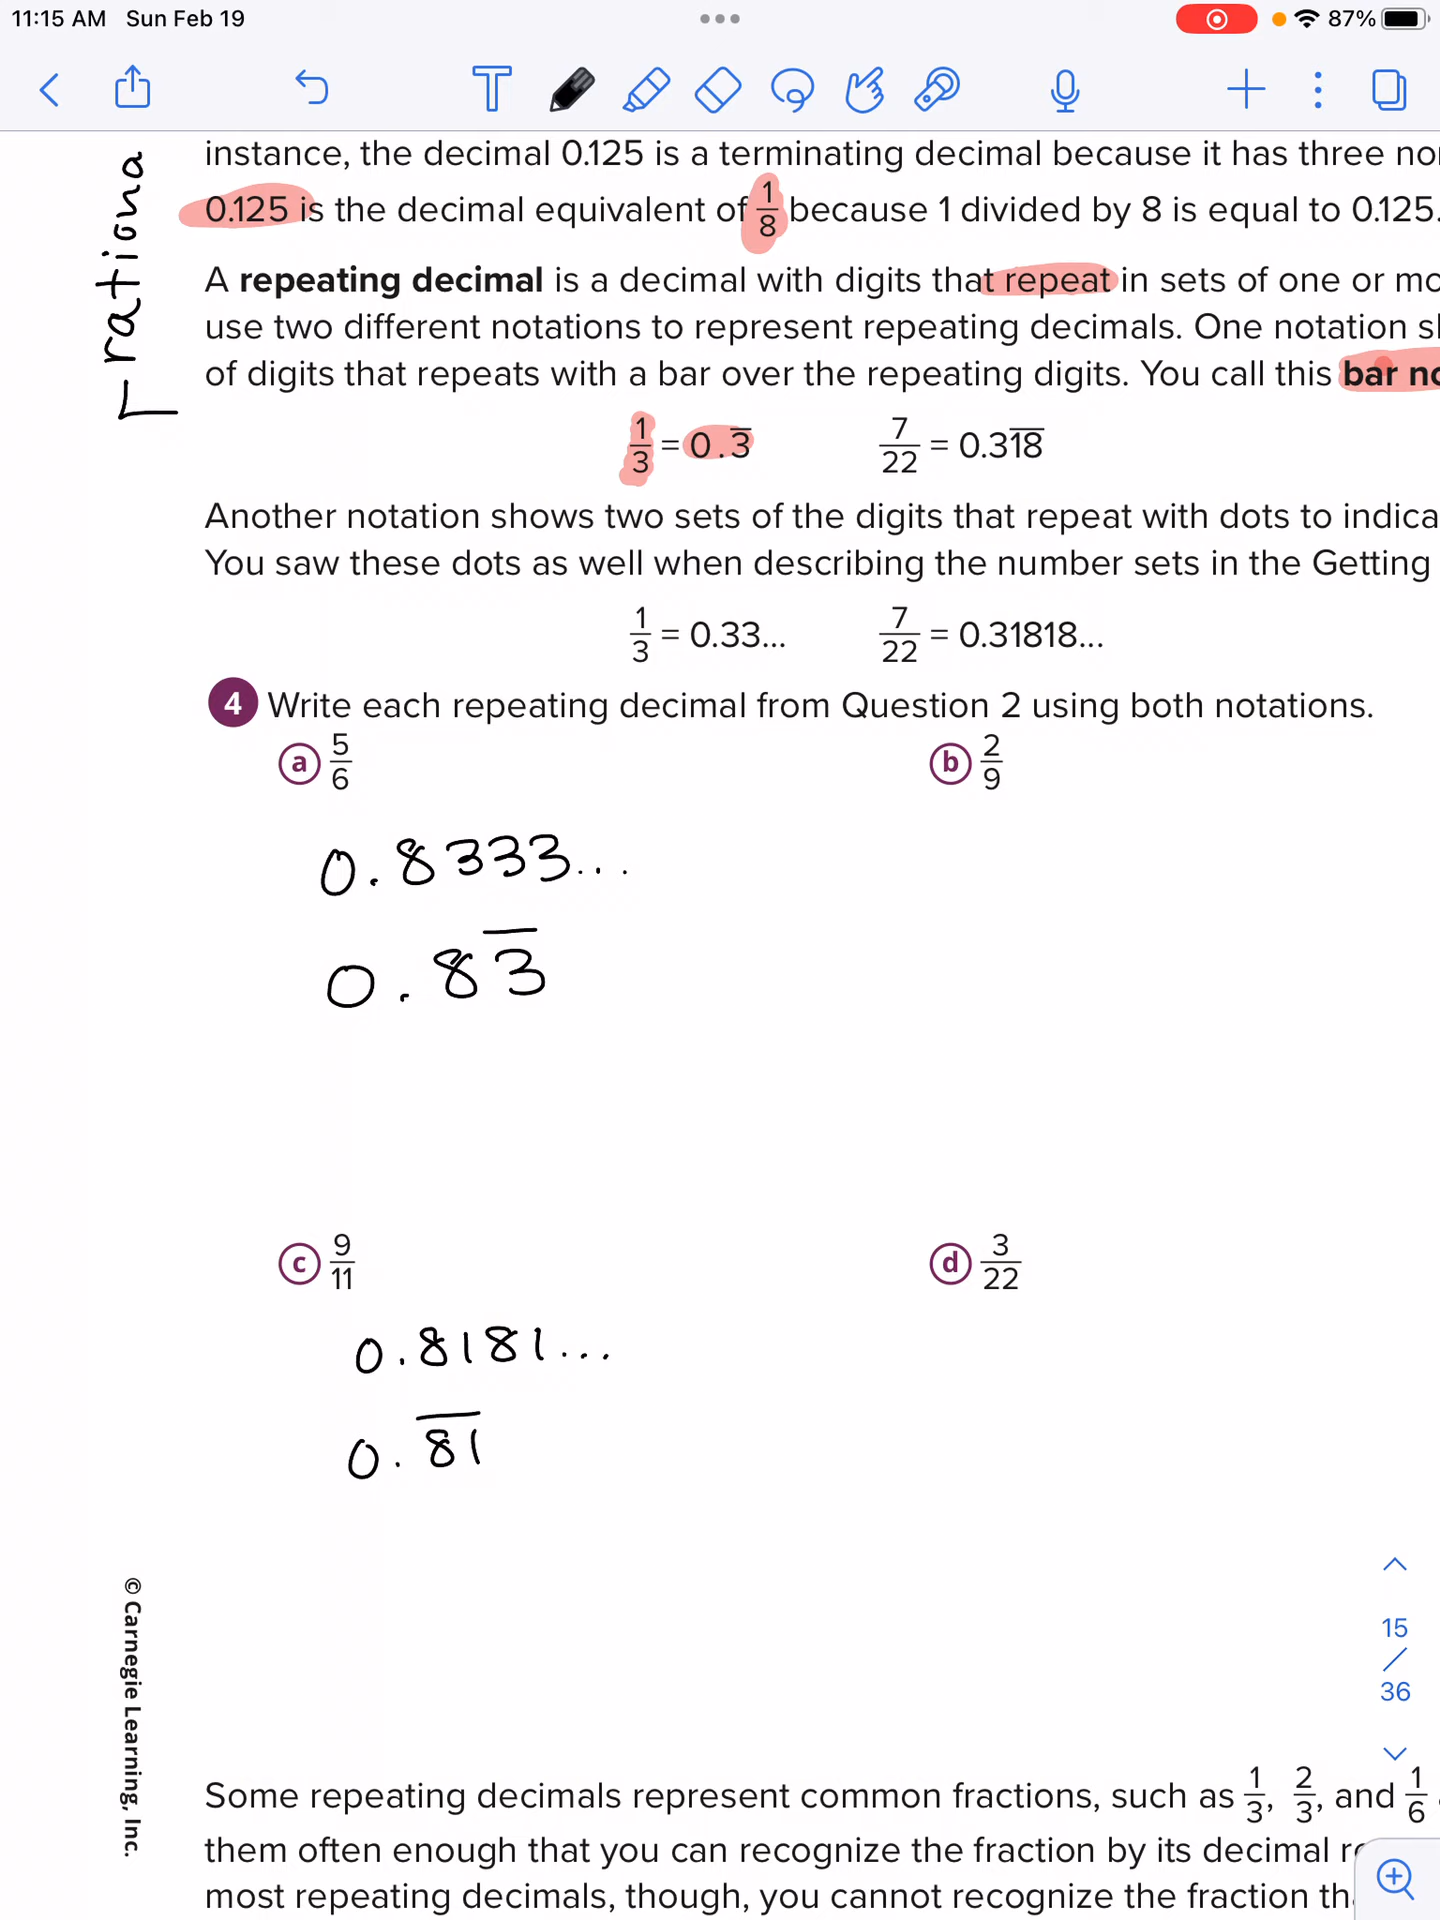 11:15 AM Sun Feb 19
87%
rationa
instance, the decimal 0.125 is a terminating decimal because it has three
0.125 is the decimal equivalent of 1/8 because 1 divided by 8 is equal to 0.125.
A repeating decimal is a decimal with digits that repeat in sets of one or
use two different notations to represent repeating decimals. One notation
of digits that repeats with a bar over the repeating digits. You call this bar
1/3 = 0.3̅ 7/22 = 0.31̅8̅
Another notation shows two sets of the digits that repeat with dots to
You saw these dots as well when describing the number sets in the Getting
1/3 = 0.33... 7/22 = 0.31818...
4 Write each repeating decimal from Question 2 using both notations.
a 5/6 b 2/9
0.8333...
0.83̅
c 9/11 d 3/22
0.8181...
0.8̅1̅
© Carnegie Learning, Inc.
15
/
36
Some repeating decimals represent common fractions, such as 1/3, 2/3, and 1/6
them often enough that you can recognize the fraction by its decimal
most repeating decimals, though, you cannot recognize the fraction